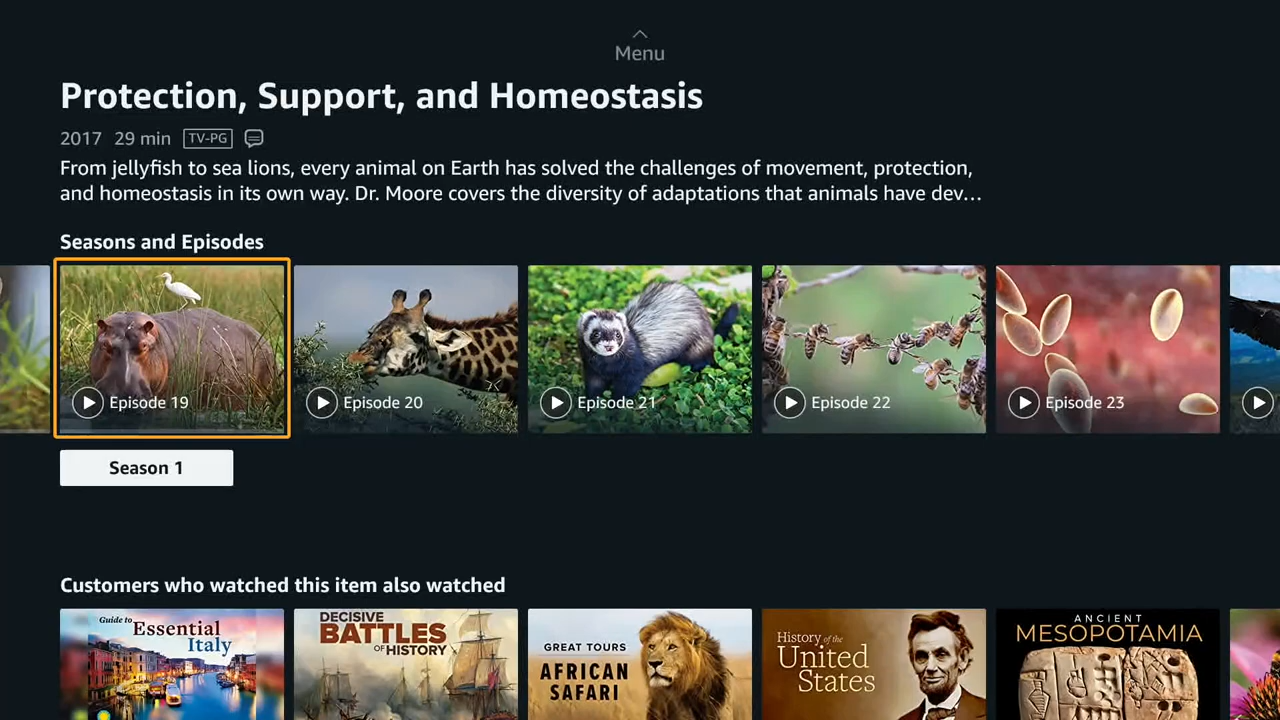 Menu
Protection, Support, and Homeostasis
2017 29 min TV-PG
From jellyfish to sea lions, every animal on Earth has solved the challenges of movement, protection,
and homeostasis in its own way. Dr. Moore covers the diversity of adaptations that animals have dev...
Seasons and Episodes
Episode 19
Episode 20
Episode 21
Episode 22
Episode 23
Season 1
Customers who watched this item also watched
Guide to
Essential
Italy
DECISIVE
BATTLES
OF HISTORY
GREAT TOURS
AFRICAN
SAFARI
History of the
United
States
ANCIENT
MESOPOTAMIA